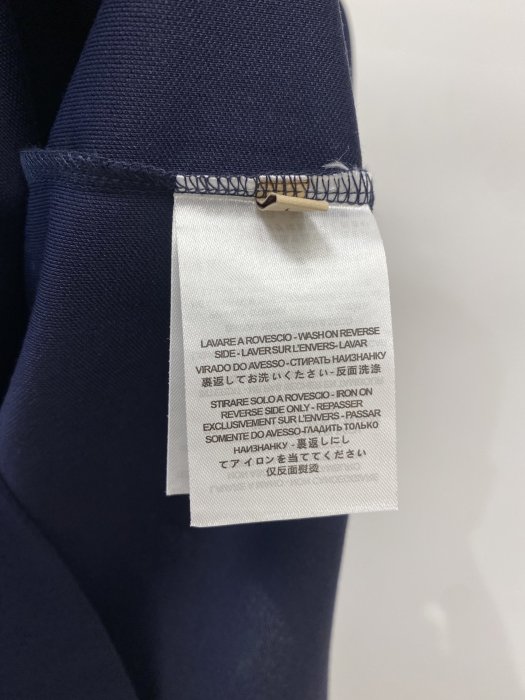 LAVARE A ROVESCIO - WASH ON REVERSE
SIDE - LAVER SUR L'ENVERS - LAVAR
VIRADO DO AVESSO - СТИРАТЬ НАИЗНАНКУ
裏返してお洗いください - 反面洗涤
STIRARE SOLO A ROVESCIO - IRON ON
REVERSE SIDE ONLY - REPASSER
EXCLUSIVEMENT SUR L'ENVERS - PASSAR
SOMENTE DO AVESSO -ГЛАДИТЬ ТОЛЬКО
НАИЗНАНКУ - 裏返しにし
てアイロンを当ててください
仅反面熨烫